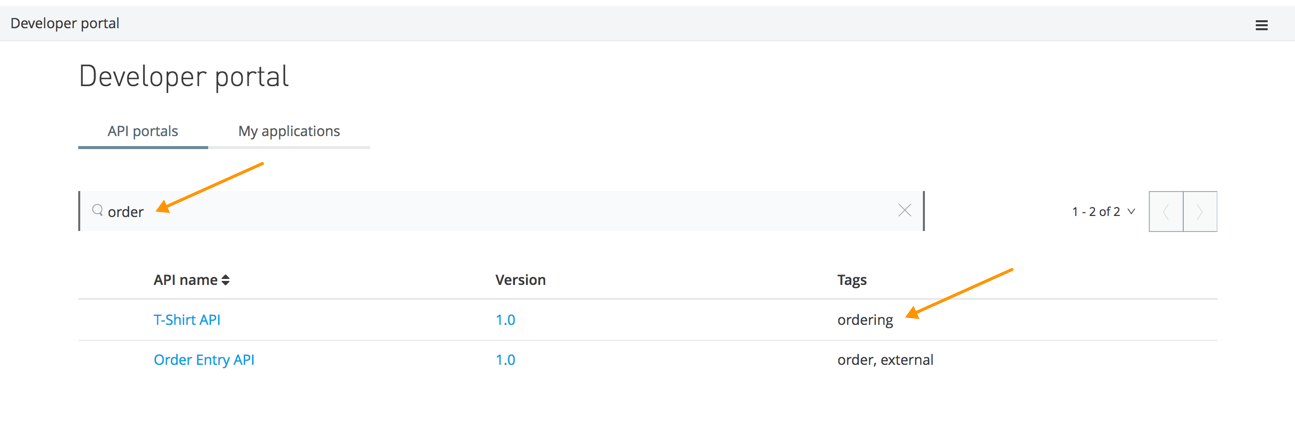 Developer portal
Developer portal
API portals My applications
order 1 - 2 of 2
API name Version Tags
T-Shirt API 1.0 ordering
Order Entry API 1.0 order, external